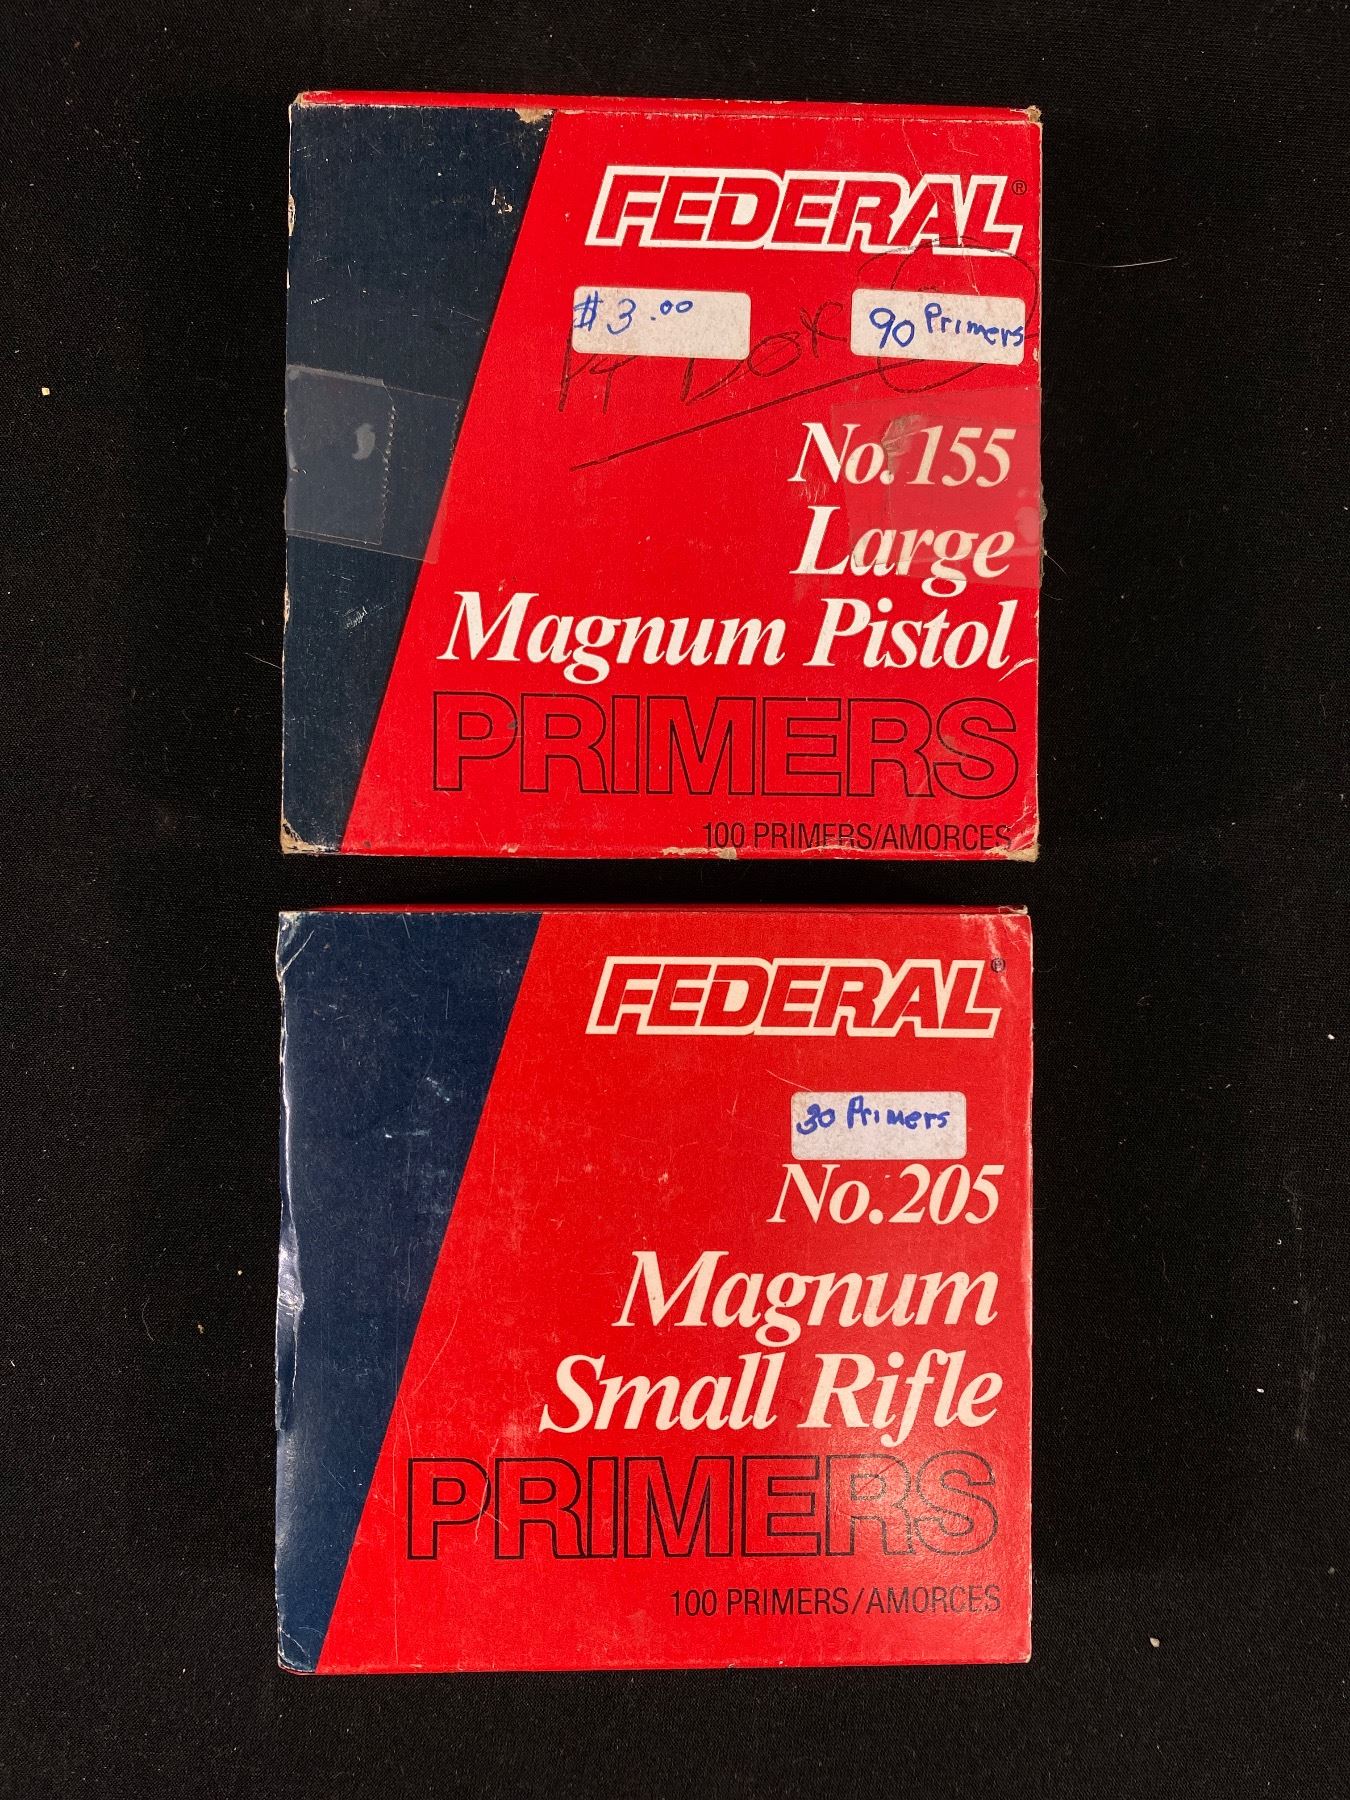 FEDERAL®
$3.00
90 Primers
Box
No. 155
Large
Magnum Pistol
PRIMERS
100 PRIMERS/AMORCES
FEDERAL®
30 Primers
No. 205
Magnum
Small Rifle
PRIMERS
100 PRIMERS/AMORCES